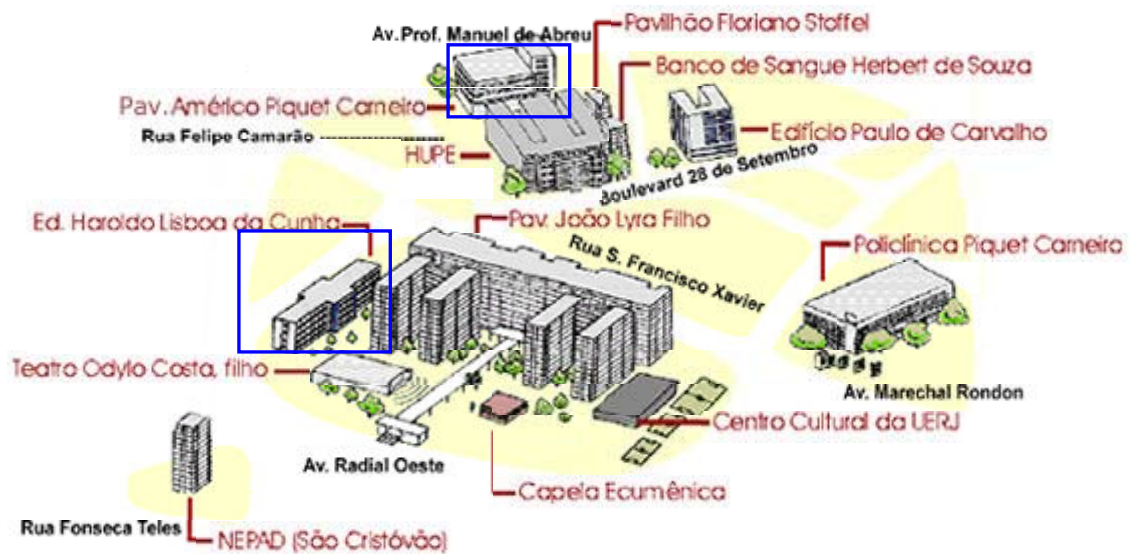 Pavilhão Floriano Stoffel
Av. Prof. Manuel de Abreu
Banco de Sangue Herbert de Souza
Pav. Américo Piquet Carneiro
Rua Felipe Camarão
Edifício Paulo de Carvalho
HUPE
Boulevard 28 de Setembro
Ed. Haroldo Lisboa da Cunha
Pav. João Lyra Filho
Rua S. Francisco Xavier
Policlínica Piquet Carneiro
Teatro Odylo Costa, filho
Av. Marechal Rondon
Centro Cultural da UERJ
Av. Radial Oeste
Capela Ecumênica
Rua Fonseca Teles
NEPAD (São Cristóvão)